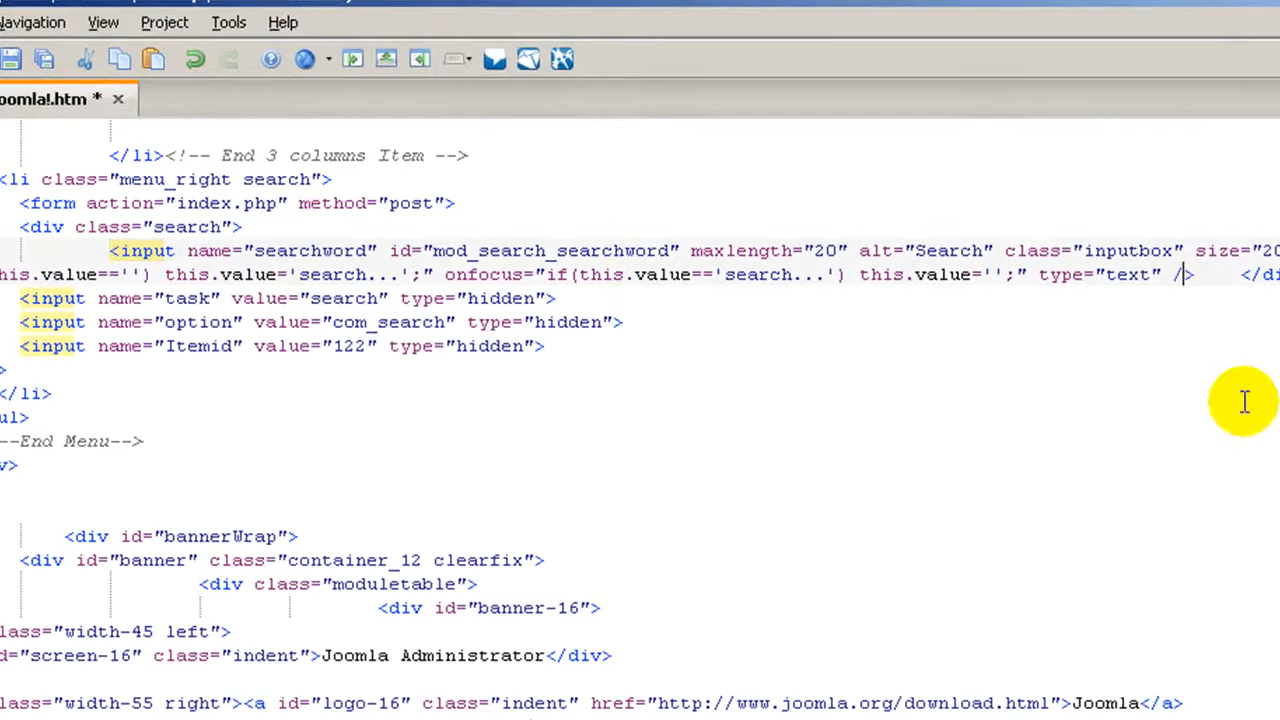 Navigation View Project Tools Help
oomla!.htm *
</li><!-- End 3 columns Item -->
<li class="menu_right search">
<form action="index.php" method="post">
<div class="search">
<input name="searchword" id="mod_search_searchword" maxlength="20" alt="Search" class="inputbox" size="20
his.value=='') this.value='search...';" onfocus="if(this.value=='search...') this.value='';" type="text" /> </di
<input name="task" value="search" type="hidden">
<input name="option" value="com_search" type="hidden">
<input name="Itemid" value="122" type="hidden">
>
</li>
ul>
--End Menu-->
v>
<div id="bannerWrap">
<div id="banner" class="container_12 clearfix">
<div class="moduletable">
<div id="banner-16">
lass="width-45 left">
d="screen-16" class="indent">Joomla Administrator</div>
lass="width-55 right"><a id="logo-16" class="indent" href="http://www.joomla.org/download.html">Joomla</a>